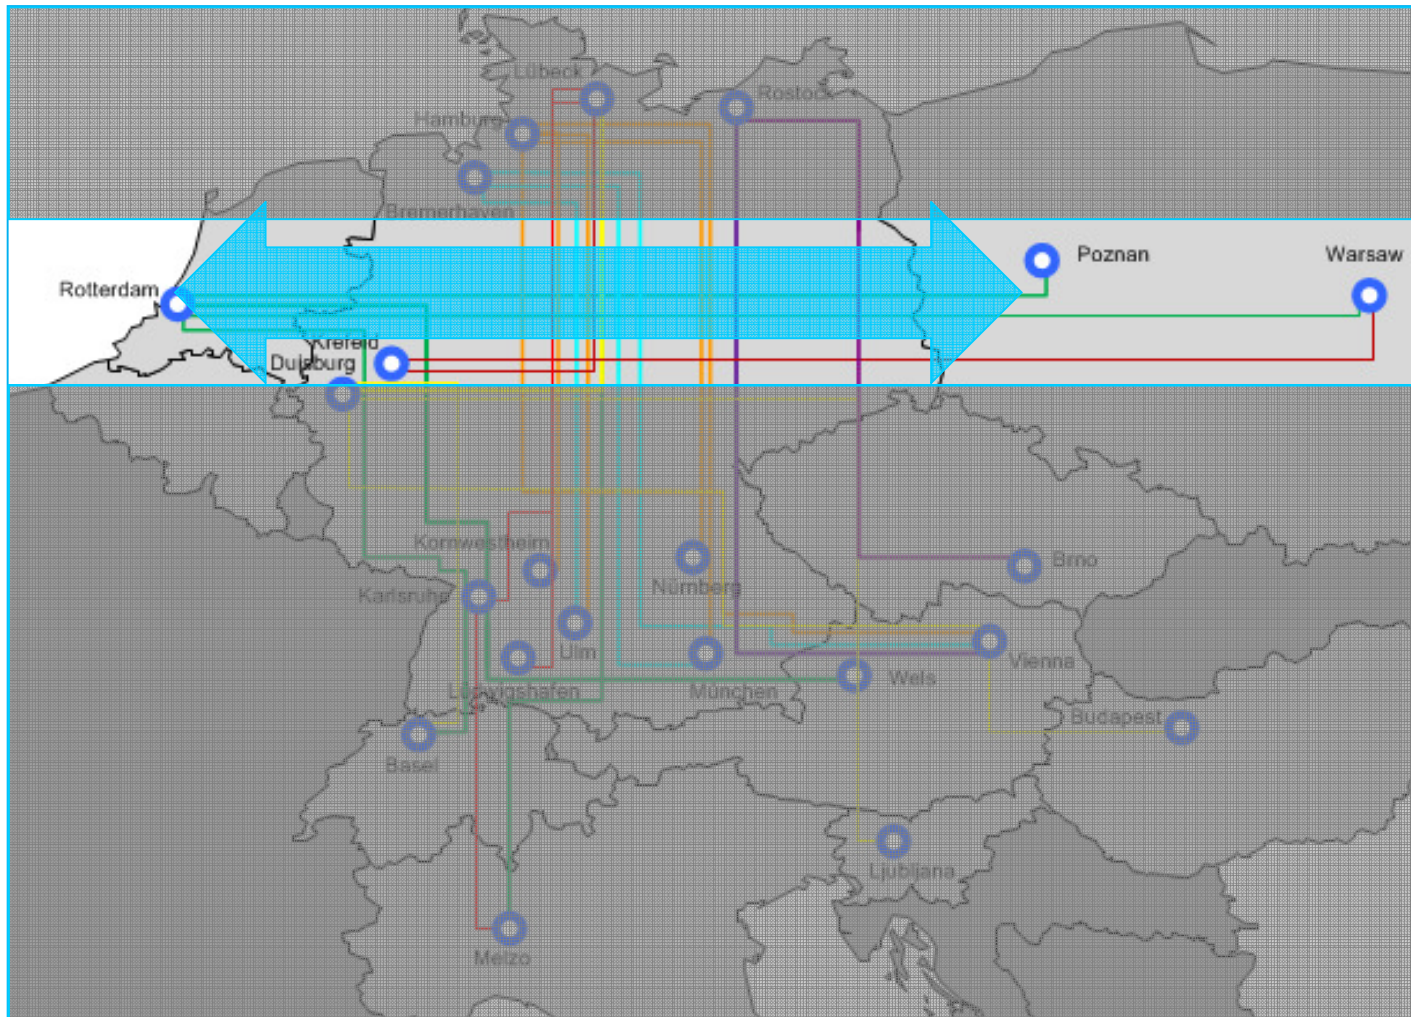 Lübeck
Rostock
Hamburg
Bremerhaven
Poznan
Warsaw
Rotterdam
Krefeld
Duisburg
Kornwestheim
Nürnberg
Brno
Karlsruhe
Ulm
Vienna
Ludwigshafen
München
Wels
Budapest
Basel
Ljubljana
Melzo